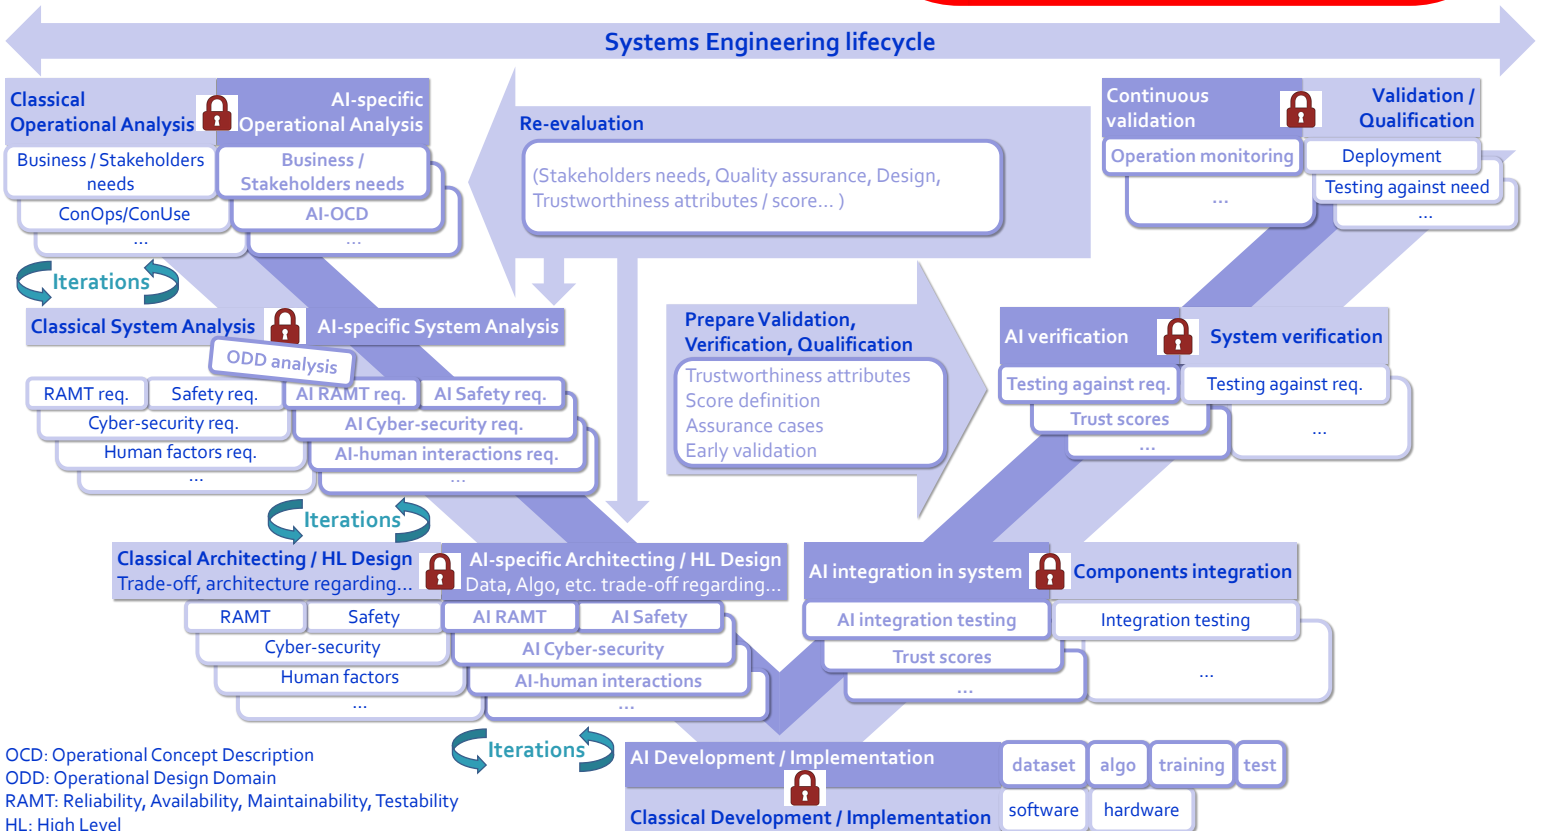 Systems Engineering lifecycle
Classical
Operational Analysis
AI-specific
Operational Analysis
Business / Stakeholders
needs
Business /
Stakeholders needs
ConOps/ConUse
AI-OCD
...
...
Iterations
Re-evaluation
(Stakeholders needs, Quality assurance, Design,
Trustworthiness attributes / score... )
Continuous
validation
Validation /
Qualification
Operation monitoring
Deployment
...
Testing against need
...
Classical System Analysis
AI-specific System Analysis
ODD analysis
RAMT req.
Safety req.
AI RAMT req.
AI Safety req.
Cyber-security req.
AI Cyber-security req.
Human factors req.
AI-human interactions req.
...
...
Iterations
Prepare Validation,
Verification, Qualification
Trustworthiness attributes
Score definition
Assurance cases
Early validation
AI verification
System verification
Testing against req.
Testing against req.
Trust scores
...
...
Classical Architecting / HL Design
Trade-off, architecture regarding...
AI-specific Architecting / HL Design
Data, Algo, etc. trade-off regarding...
RAMT
Safety
AI RAMT
AI Safety
Cyber-security
AI Cyber-security
Human factors
AI-human interactions
...
...
Iterations
AI integration in system
Components integration
AI integration testing
Integration testing
Trust scores
...
...
AI Development / Implementation
dataset
algo
training
test
Classical Development / Implementation
software
hardware
OCD: Operational Concept Description
ODD: Operational Design Domain
RAMT: Reliability, Availability, Maintainability, Testability
HL: High Level